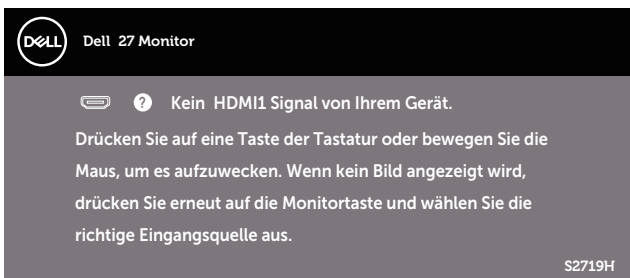 DELL Dell 27 Monitor
? Kein HDMI1 Signal von Ihrem Gerät.
Drücken Sie auf eine Taste der Tastatur oder bewegen Sie die
Maus, um es aufzuwecken. Wenn kein Bild angezeigt wird,
drücken Sie erneut auf die Monitortaste und wählen Sie die
richtige Eingangsquelle aus.
S2719H